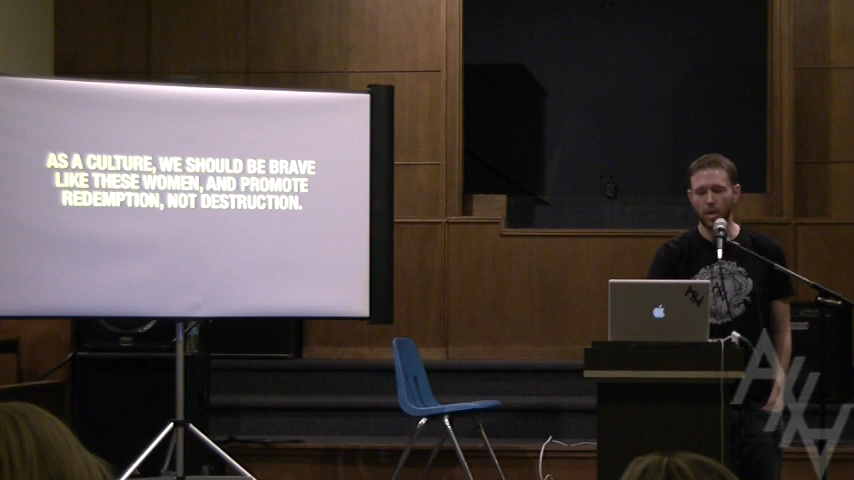 AS A CULTURE, WE SHOULD BE BRAVE
LIKE THESE WOMEN, AND PROMOTE
REDEMPTION, NOT DESTRUCTION.